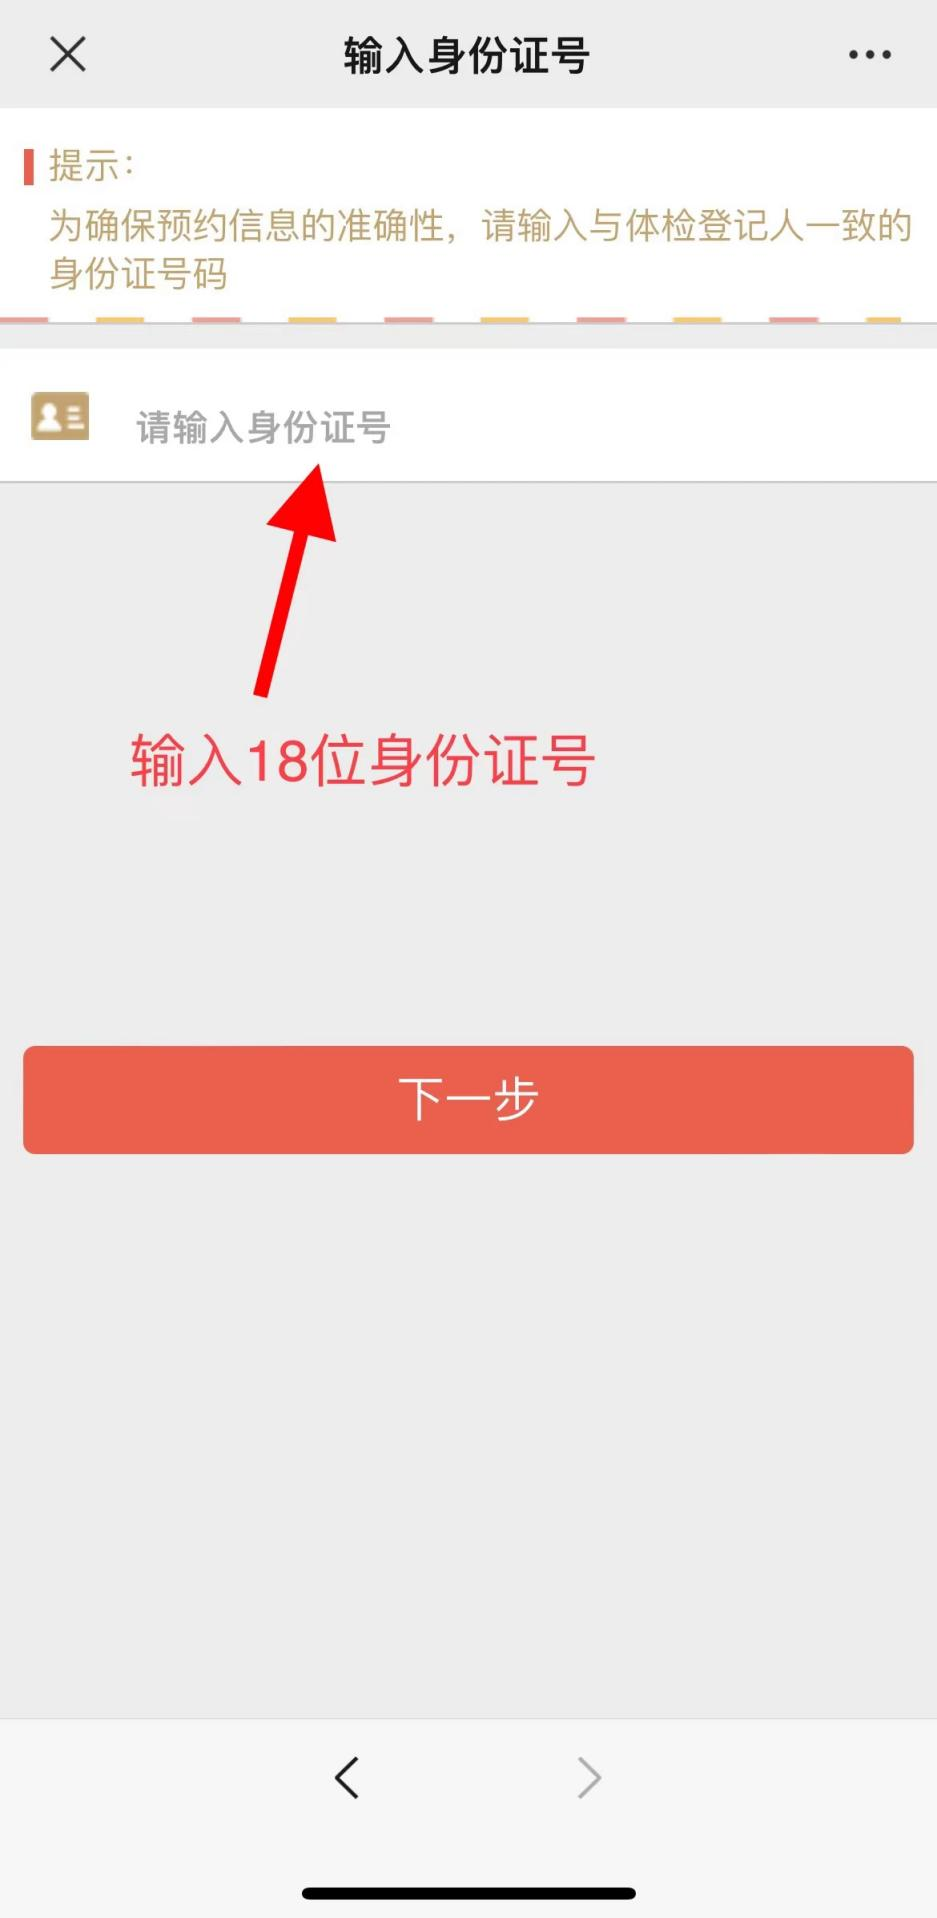 输入身份证号
提示：
为确保预约信息的准确性，请输入与体检登记人一致的
身份证号码
请输入身份证号
输入18位身份证号
下一步